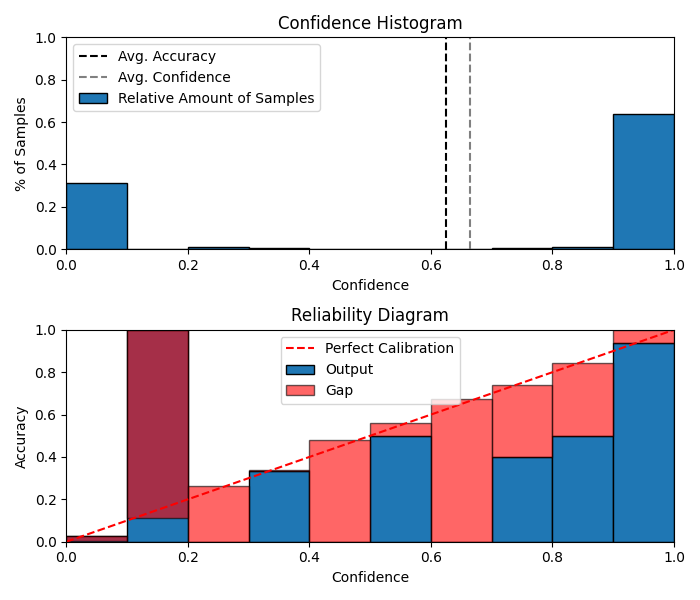 Confidence Histogram
1.0
0.8
0.6
0.4
0.2
0.0
% of Samples
Avg. Accuracy
Avg. Confidence
Relative Amount of Samples
0.0 0.2 0.4 0.6 0.8 1.0
Confidence
Reliability Diagram
1.0
0.8
0.6
0.4
0.2
0.0
Accuracy
Perfect Calibration
Output
Gap
0.0 0.2 0.4 0.6 0.8 1.0
Confidence